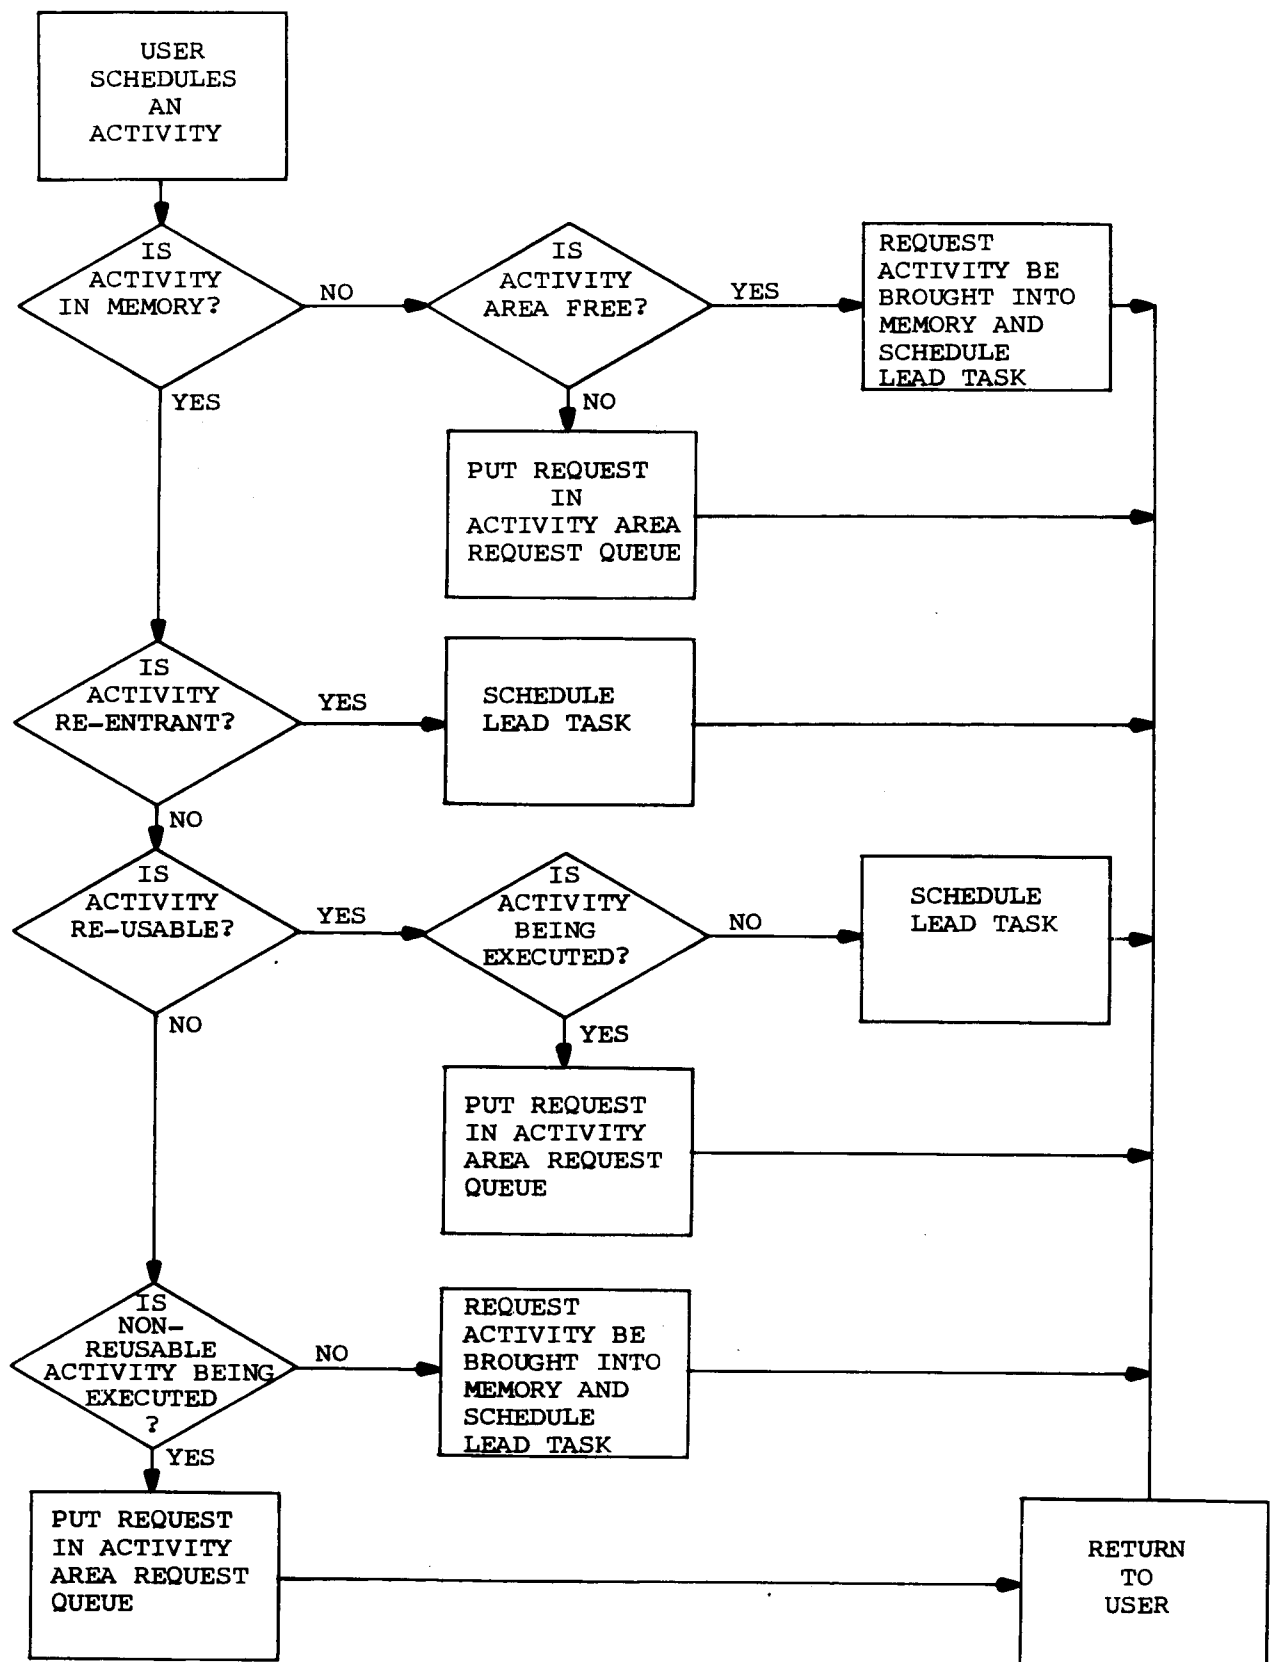 USER
SCHEDULES
AN
ACTIVITY
IS
ACTIVITY
IN MEMORY?
NO
IS
ACTIVITY
AREA FREE?
YES
REQUEST
ACTIVITY BE
BROUGHT INTO
MEMORY AND
SCHEDULE
LEAD TASK
YES
NO
PUT REQUEST
IN
ACTIVITY AREA
REQUEST QUEUE
IS
ACTIVITY
RE-ENTRANT?
YES
SCHEDULE
LEAD TASK
NO
IS
ACTIVITY
RE-USABLE?
YES
IS
ACTIVITY
BEING
EXECUTED?
NO
SCHEDULE
LEAD TASK
NO
YES
PUT REQUEST
IN ACTIVITY
AREA REQUEST
QUEUE
IS
NON-
REUSABLE
ACTIVITY BEING
EXECUTED
?
NO
REQUEST
ACTIVITY BE
BROUGHT INTO
MEMORY AND
SCHEDULE
LEAD TASK
YES
PUT REQUEST
IN ACTIVITY
AREA REQUEST
QUEUE
RETURN
TO
USER